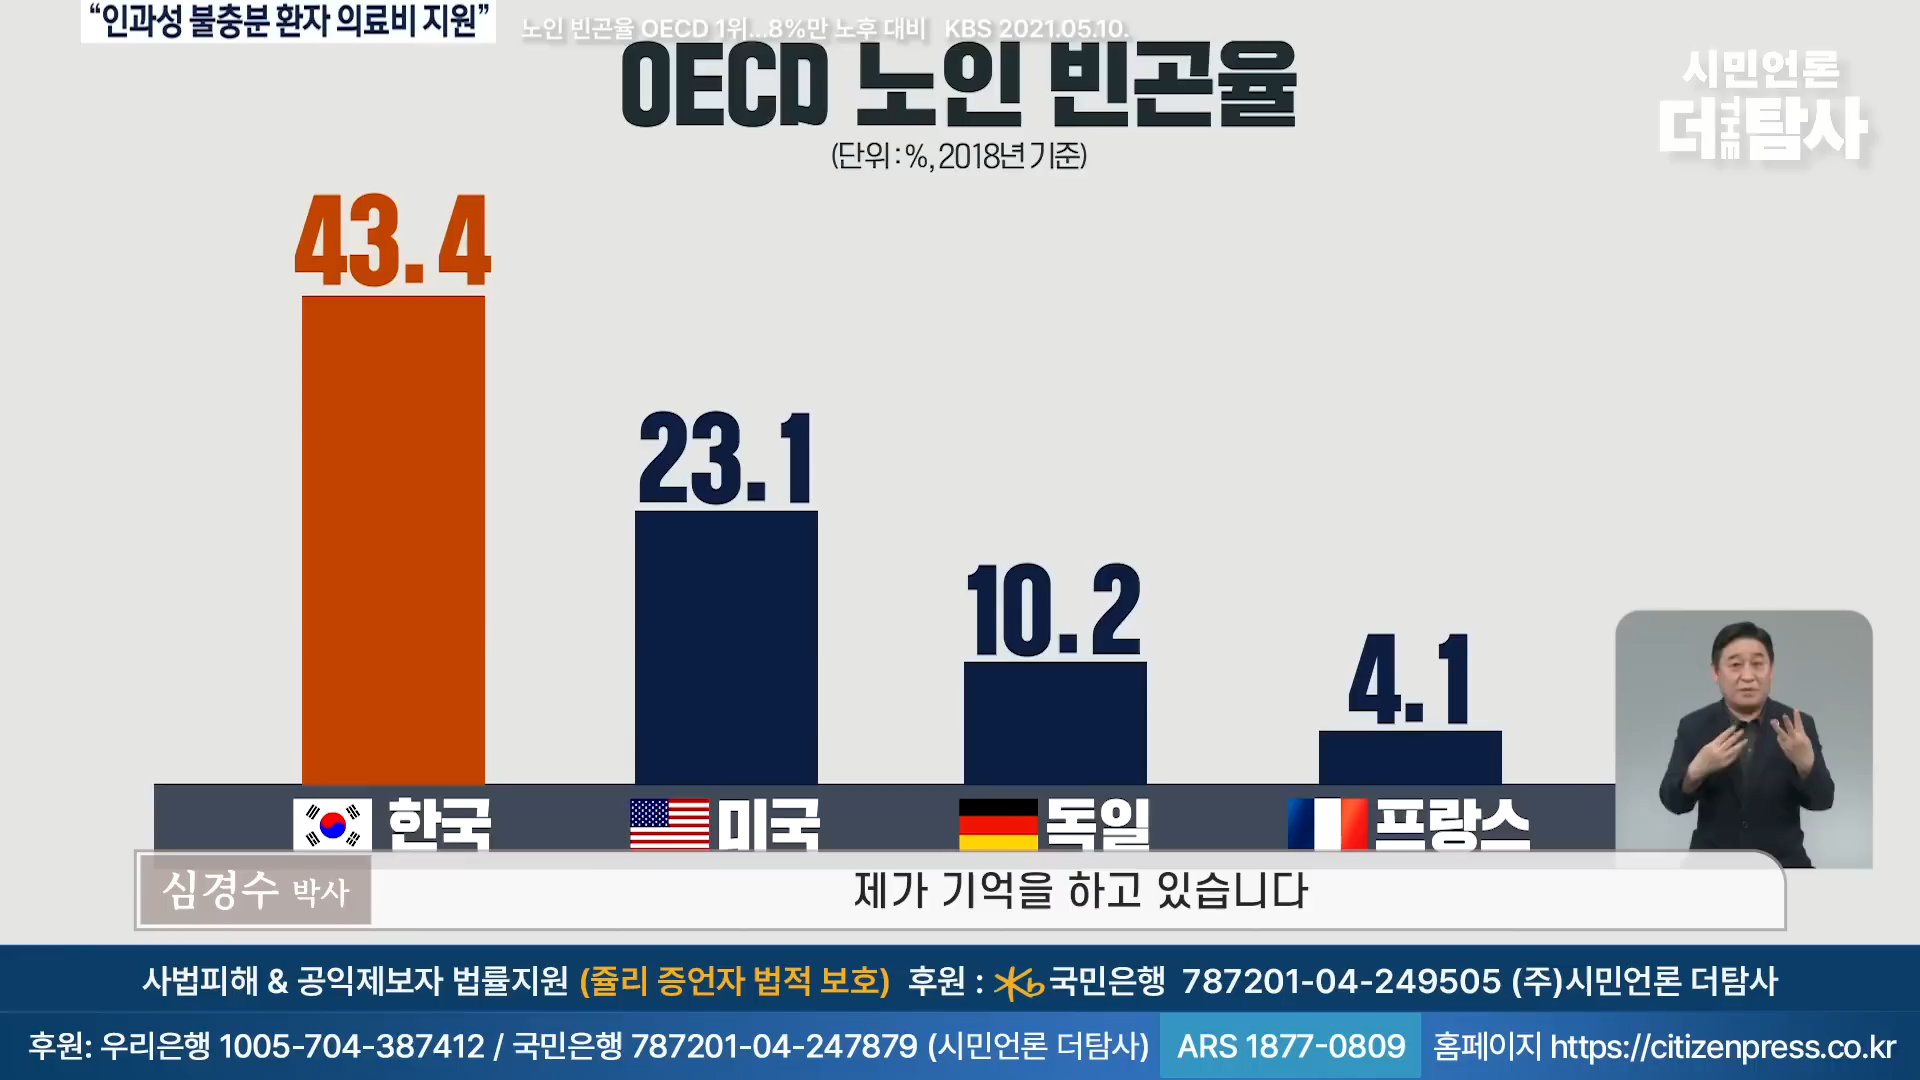 “인과성 불충분 환자 의료비 지원”
노인 빈곤율 OECD 1위...8%만 노후 대비 KBS 2021.05.10.
시민언론
더탐사
THEM
OECD 노인 빈곤율
(단위 : %, 2018년 기준)
43.4
23.1
10.2
4.1
한국
미국
독일
프랑스
심경수 박사
제가 기억을 하고 있습니다
사법피해 & 공익제보자 법률지원 (쥴리 증언자 법적 보호) 후원 : 국민은행 787201-04-249505 (주)시민언론 더탐사
후원: 우리은행 1005-704-387412 / 국민은행 787201-04-247879 (시민언론 더탐사) ARS 1877-0809 홈페이지 https://citizenpress.co.kr